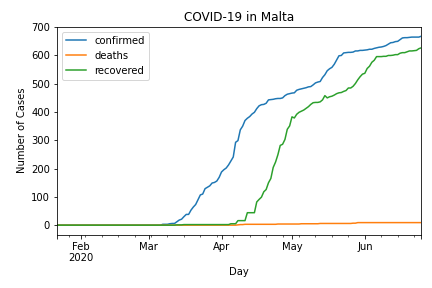 COVID-19 in Malta
700
600
500
400
300
200
100
0
Number of Cases
confirmed
deaths
recovered
Feb
2020
Mar
Apr
May
Jun
Day